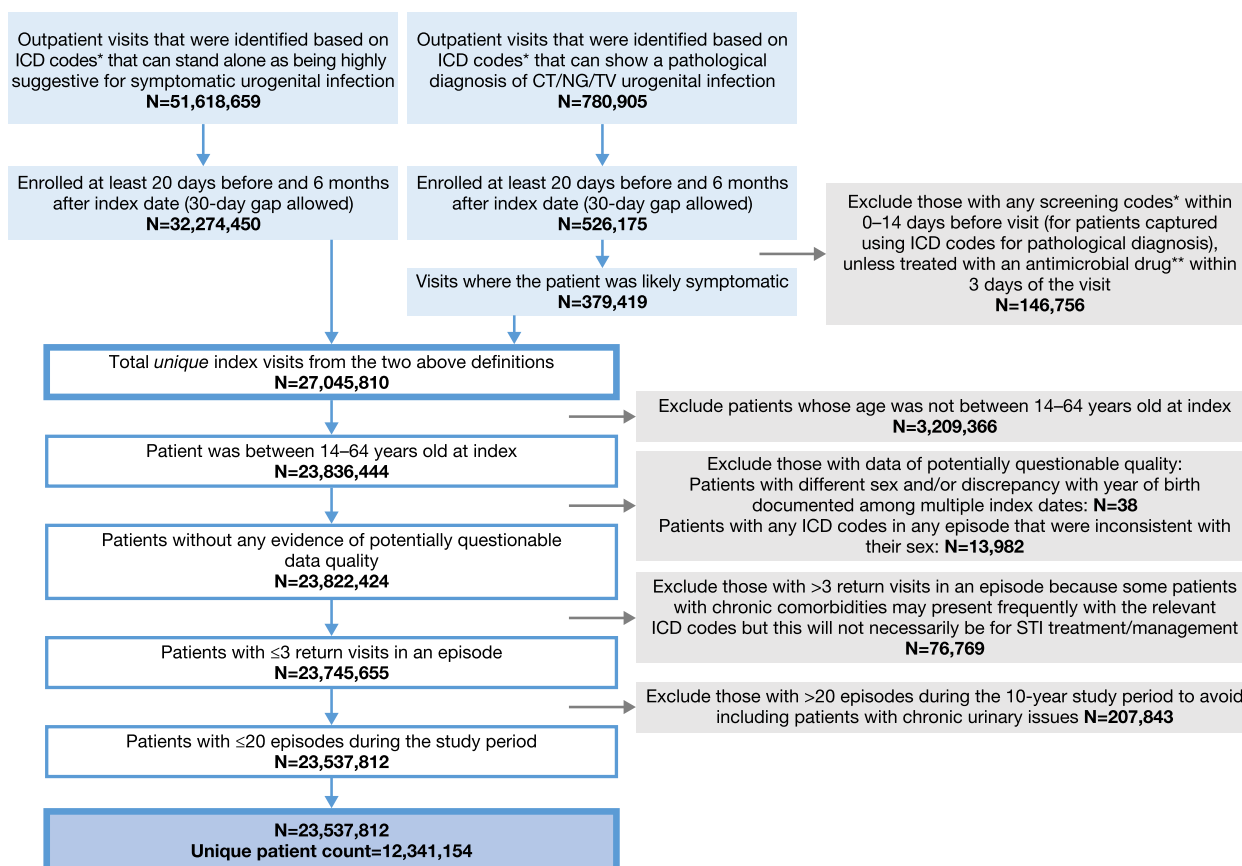 Outpatient visits that were identified based on
ICD codes* that can stand alone as being highly
suggestive for symptomatic urogenital infection
N=51,618,659
Outpatient visits that were identified based on
ICD codes* that can show a pathological
diagnosis of CT/NG/TV urogenital infection
N=780,905
Enrolled at least 20 days before and 6 months
after index date (30-day gap allowed)
N=32,274,450
Enrolled at least 20 days before and 6 months
after index date (30-day gap allowed)
N=526,175
Exclude those with any screening codes* within
0–14 days before visit (for patients captured
using ICD codes for pathological diagnosis),
unless treated with an antimicrobial drug** within
3 days of the visit
N=146,756
Visits where the patient was likely symptomatic
N=379,419
Total unique index visits from the two above definitions
N=27,045,810
Exclude patients whose age was not between 14–64 years old at index
N=3,209,366
Patient was between 14–64 years old at index
N=23,836,444
Exclude those with data of potentially questionable quality:
Patients with different sex and/or discrepancy with year of birth
documented among multiple index dates: N=38
Patients with any ICD codes in any episode that were inconsistent with
their sex: N=13,982
Patients without any evidence of potentially questionable
data quality
N=23,822,424
Exclude those with >3 return visits in an episode because some patients
with chronic comorbidities may present frequently with the relevant
ICD codes but this will not necessarily be for STI treatment/management
N=76,769
Patients with ≤3 return visits in an episode
N=23,745,655
Exclude those with >20 episodes during the 10-year study period to avoid
including patients with chronic urinary issues N=207,843
Patients with ≤20 episodes during the study period
N=23,537,812
N=23,537,812
Unique patient count=12,341,154